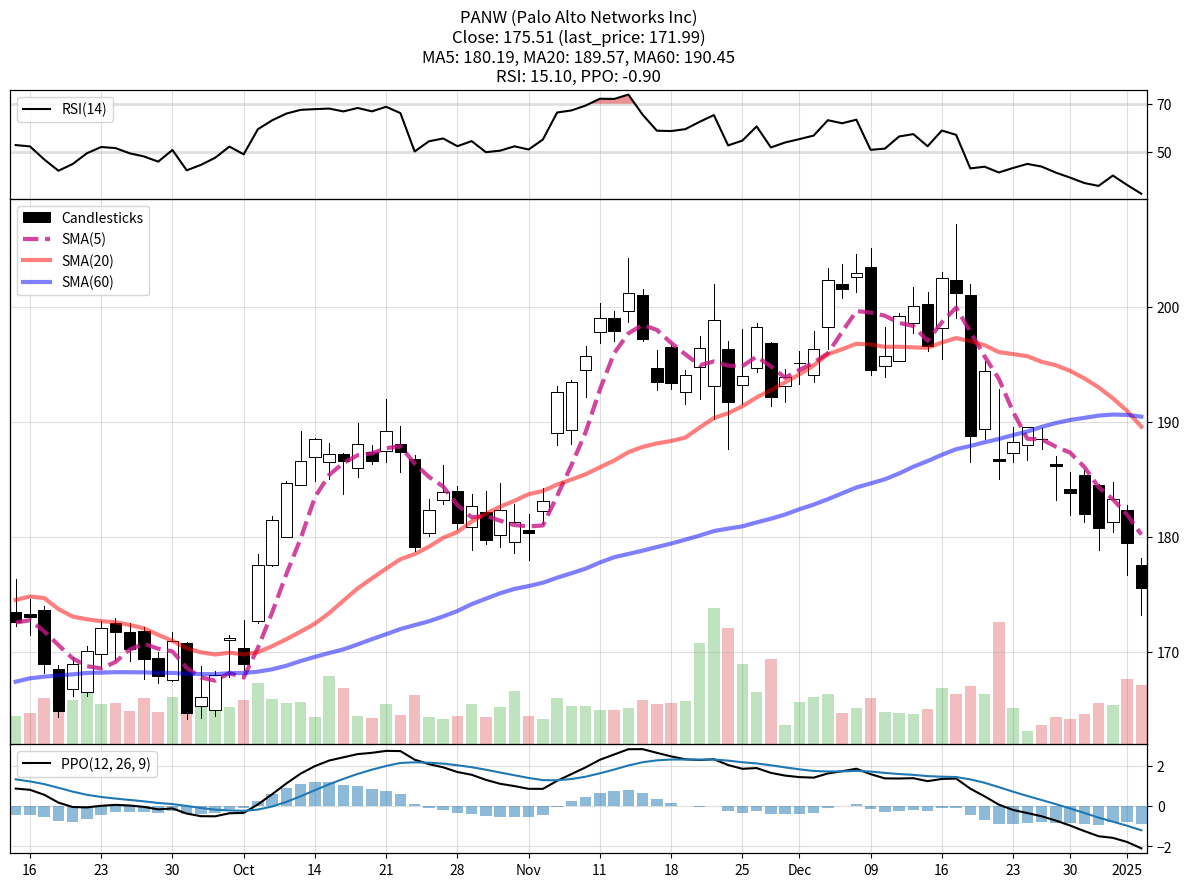 PANW (Palo Alto Networks Inc)
Close: 175.51 (last_price: 171.99)
MA5: 180.19, MA20: 189.57, MA60: 190.45
RSI: 15.10, PPO: -0.90
RSI(14)
70
50
Candlesticks
SMA(5)
SMA(20)
SMA(60)
200
190
180
170
PPO(12, 26, 9)
2
0
−2
16 23 30 Oct 14 21 28 Nov 11 18 25 Dec 09 16 23 30 2025